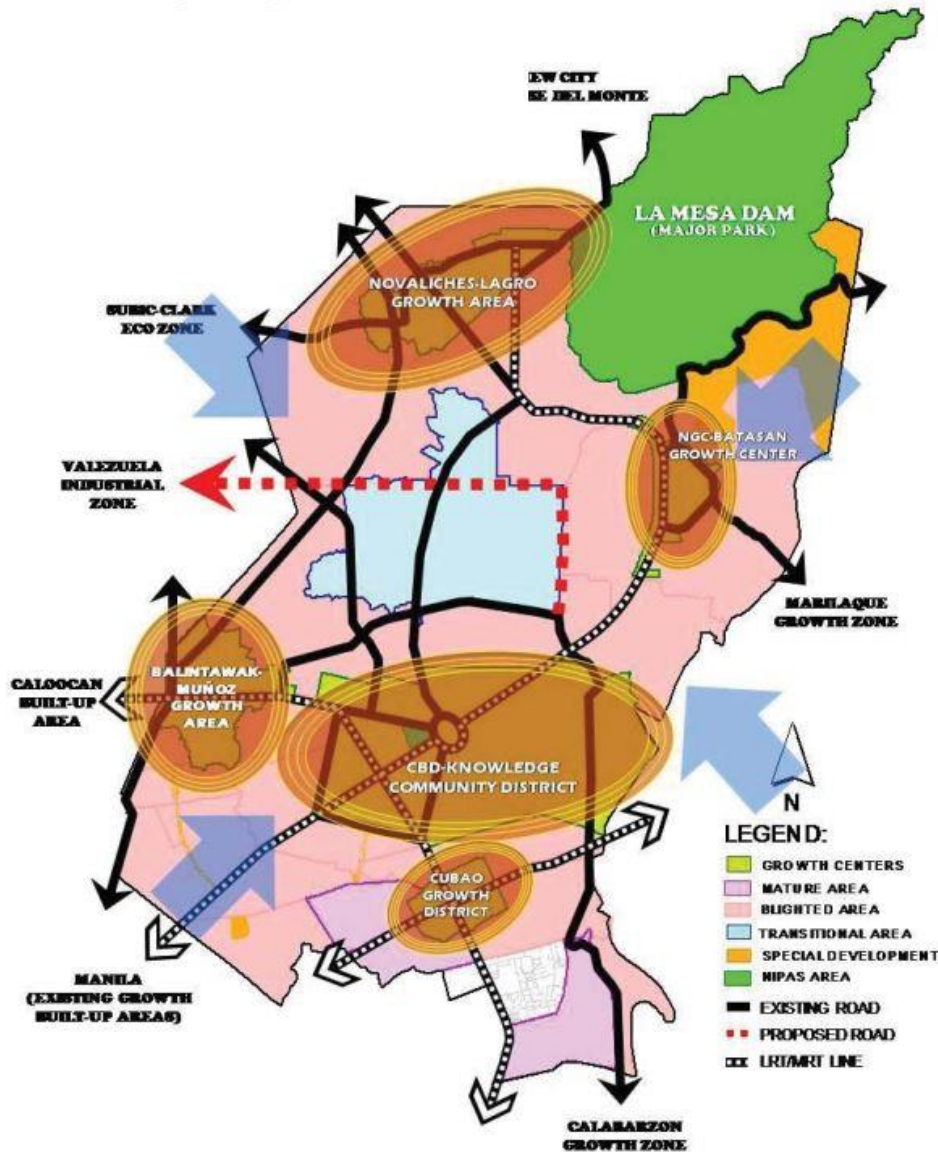 EW CITY
SE DEL MONTE
LA MESA DAM
(MAJOR PARK)
NOVALICHES-LAGRO
GROWTH AREA
SUBIC-CLARK
ECO ZONE
NGC-BATASAN
GROWTH CENTER
VALEZUELA
INDUSTRIAL
ZONE
MARILAQUE
GROWTH ZONE
BALINTAWAK-
MUÑOZ
GROWTH
AREA
CALOOCAN
BUILT-UP
AREA
CBD-KNOWLEDGE
COMMUNITY DISTRICT
N
LEGEND:
GROWTH CENTERS
MATURE AREA
BLIGHTED AREA
TRANSITIONAL AREA
SPECIAL DEVELOPMENT
NIPAS AREA
EXISTING ROAD
PROPOSED ROAD
LRT/MRT LINE
CUBAO
GROWTH
DISTRICT
MANILA
(EXISTING GROWTH
BUILT-UP AREAS)
CALABARZON
GROWTH ZONE